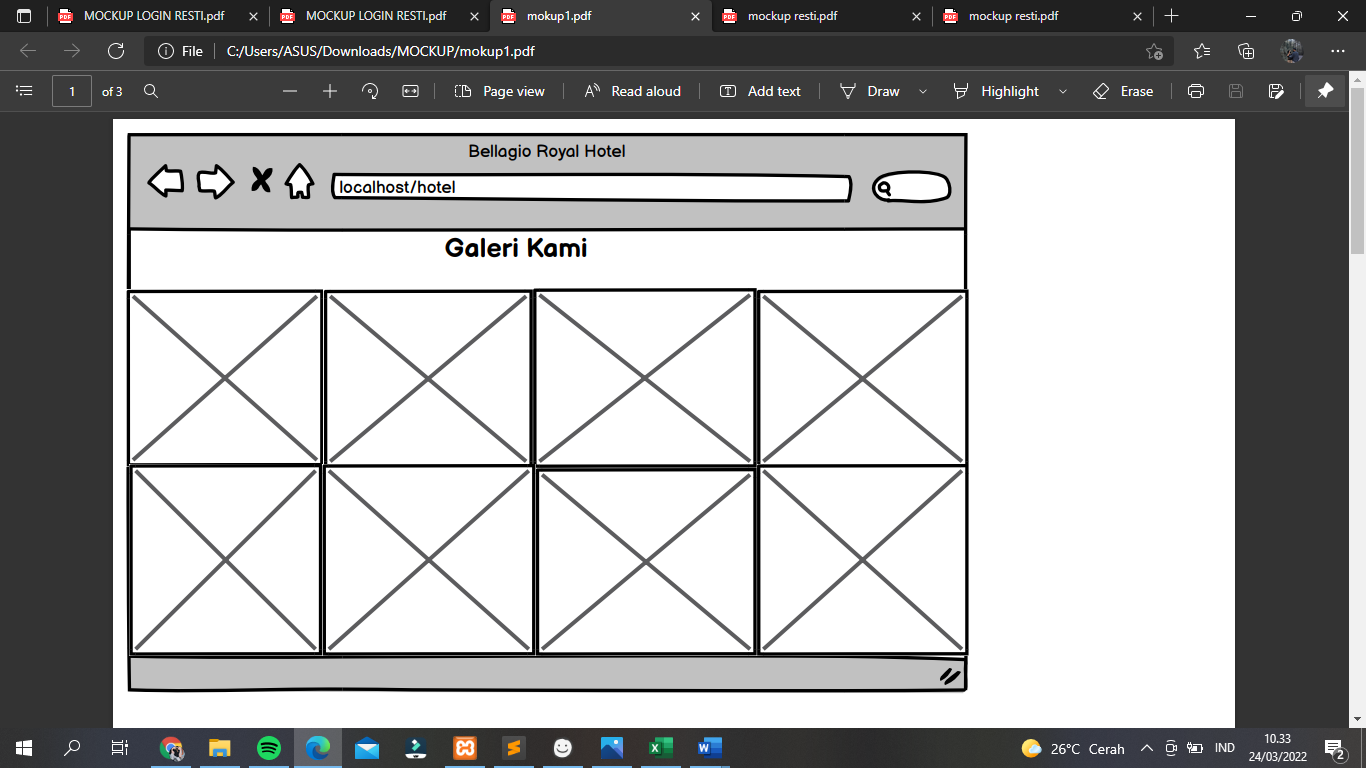 MOCKUP LOGIN RESTI.pdf
MOCKUP LOGIN RESTI.pdf
mokup1.pdf
mockup resti.pdf
mockup resti.pdf
File
C:/Users/ASUS/Downloads/MOCKUP/mokup1.pdf
1 of 3
Page view
Read aloud
Add text
Draw
Highlight
Erase
Bellagio Royal Hotel
localhost/hotel
Galeri Kami
26°C Cerah
IND
10.33
24/03/2022
2